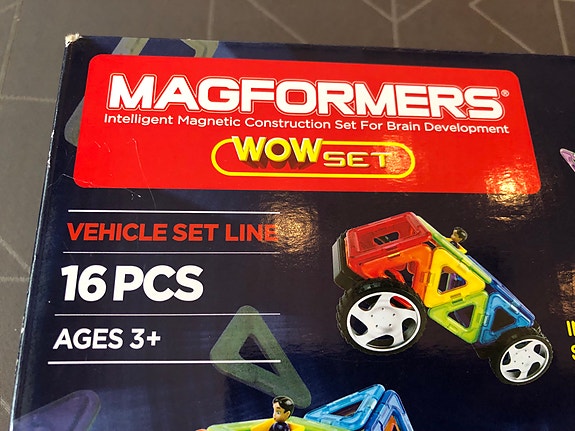 MAGFORMERS®
Intelligent Magnetic Construction Set For Brain Development
WOW SET
VEHICLE SET LINE
16 PCS
AGES 3+